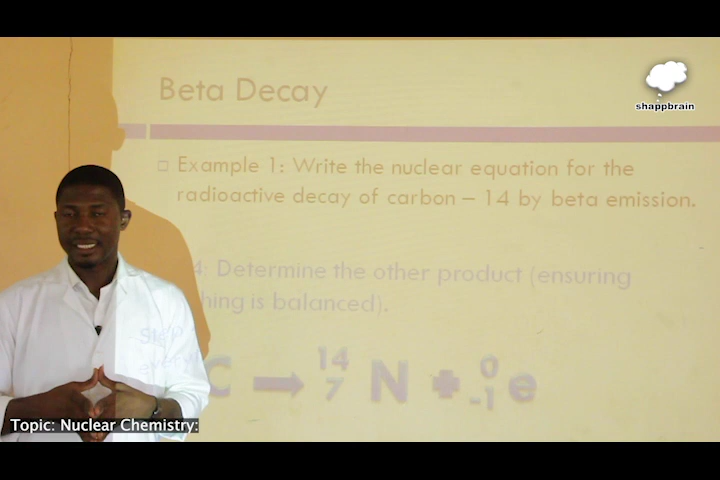 Beta Decay
shappbrain
Example 1: Write the nuclear equation for the
radioactive decay of carbon – 14 by beta emission.
4: Determine the other product (ensuring
hing is balanced).
C → 14 7 N + 0 -1 e
Topic: Nuclear Chemistry: